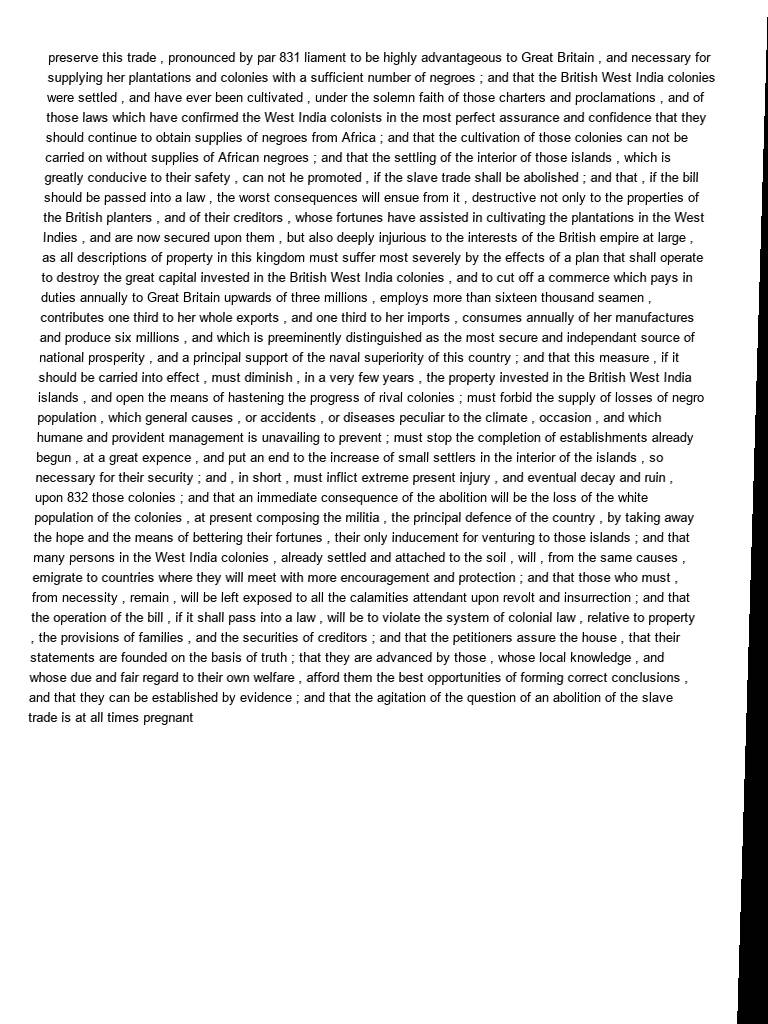 preserve this trade , pronounced by par 831 liament to be highly advantageous to Great Britain , and necessary for
supplying her plantations and colonies with a sufficient number of negroes ; and that the British West India colonies
were settled , and have ever been cultivated , under the solemn faith of those charters and proclamations , and of
those laws which have confirmed the West India colonists in the most perfect assurance and confidence that they
should continue to obtain supplies of negroes from Africa ; and that the cultivation of those colonies can not be
carried on without supplies of African negroes ; and that the settling of the interior of those islands , which is
greatly conducive to their safety , can not he promoted , if the slave trade shall be abolished ; and that , if the bill
should be passed into a law , the worst consequences will ensue from it , destructive not only to the properties of
the British planters , and of their creditors , whose fortunes have assisted in cultivating the plantations in the West
Indies , and are now secured upon them , but also deeply injurious to the interests of the British empire at large ,
as all descriptions of property in this kingdom must suffer most severely by the effects of a plan that shall operate
to destroy the great capital invested in the British West India colonies , and to cut off a commerce which pays in
duties annually to Great Britain upwards of three millions , employs more than sixteen thousand seamen ,
contributes one third to her whole exports , and one third to her imports , consumes annually of her manufactures
and produce six millions , and which is preeminently distinguished as the most secure and independant source of
national prosperity , and a principal support of the naval superiority of this country ; and that this measure , if it
should be carried into effect , must diminish , in a very few years , the property invested in the British West India
islands , and open the means of hastening the progress of rival colonies ; must forbid the supply of losses of negro
population , which general causes , or accidents , or diseases peculiar to the climate , occasion , and which
humane and provident management is unavailing to prevent ; must stop the completion of establishments already
begun , at a great expence , and put an end to the increase of small settlers in the interior of the islands , so
necessary for their security ; and , in short , must inflict extreme present injury , and eventual decay and ruin ,
upon 832 those colonies ; and that an immediate consequence of the abolition will be the loss of the white
population of the colonies , at present composing the militia , the principal defence of the country , by taking away
the hope and the means of bettering their fortunes , their only inducement for venturing to those islands ; and that
many persons in the West India colonies , already settled and attached to the soil , will , from the same causes ,
emigrate to countries where they will meet with more encouragement and protection ; and that those who must ,
from necessity , remain , will be left exposed to all the calamities attendant upon revolt and insurrection ; and that
the operation of the bill , if it shall pass into a law , will be to violate the system of colonial law , relative to property
, the provisions of families , and the securities of creditors ; and that the petitioners assure the house , that their
statements are founded on the basis of truth ; that they are advanced by those , whose local knowledge , and
whose due and fair regard to their own welfare , afford them the best opportunities of forming correct conclusions ,
and that they can be established by evidence ; and that the agitation of the question of an abolition of the slave
trade is at all times pregnant